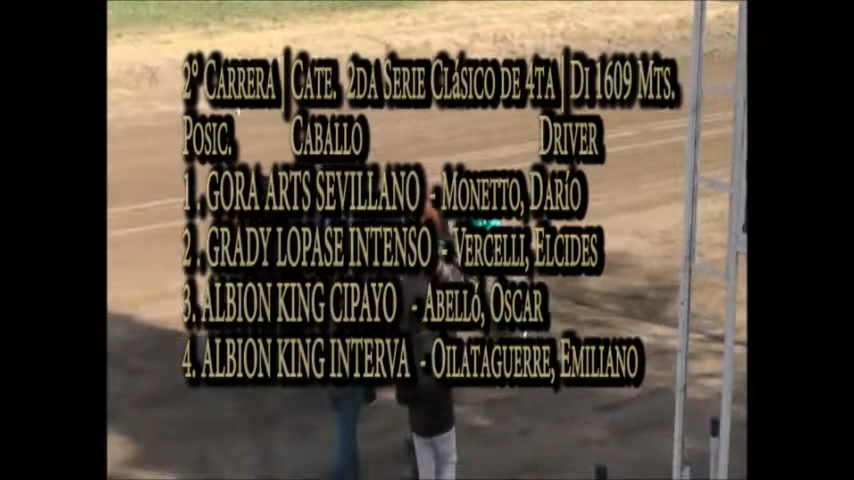 2º Carrera | Cate. 2da Serie Clásico de 4ta | Di 1609 Mts.
Posic. Caballo Driver
1 . GORA ARTS SEVILLANO - Monetto, Darío
2 . GRADY LOPASE INTENSO - Vercelli, Elcides
3. ALBION KING CIPAYO - Abelló, Oscar
4. ALBION KING INTERVA - Oilataguerre, Emiliano